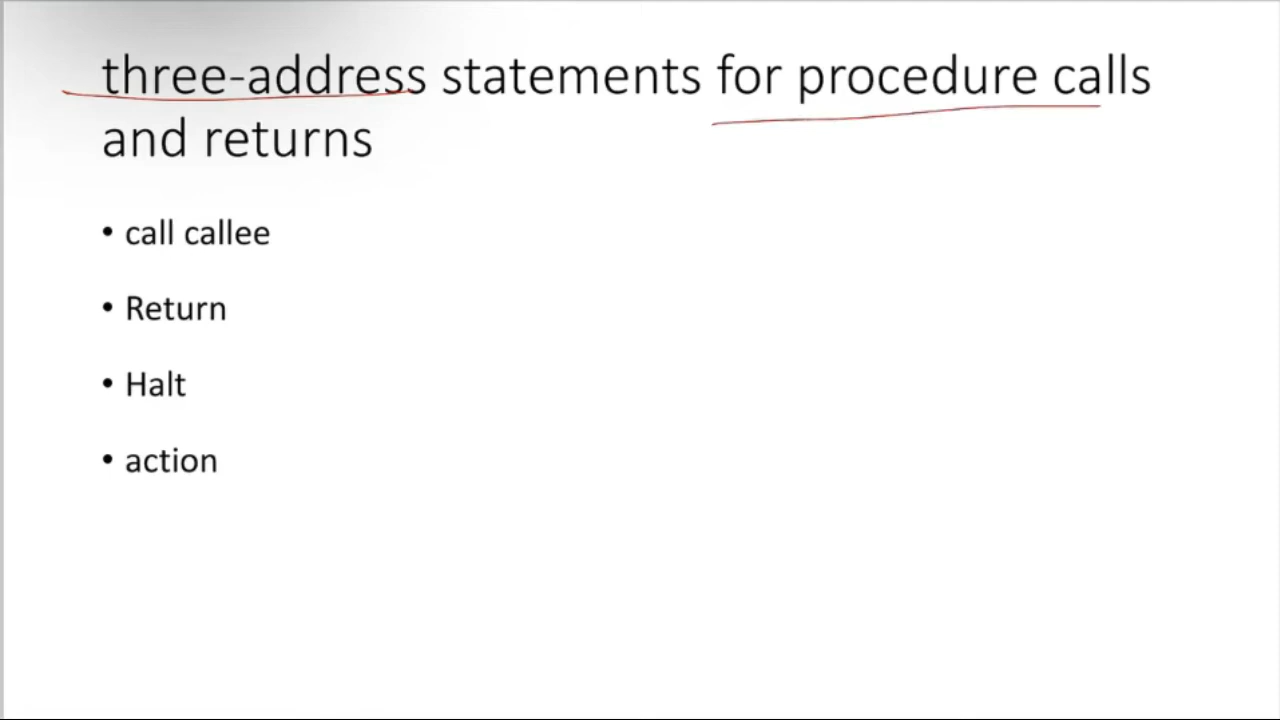 three-address statements for procedure calls
and returns
• call callee
• Return
• Halt
• action